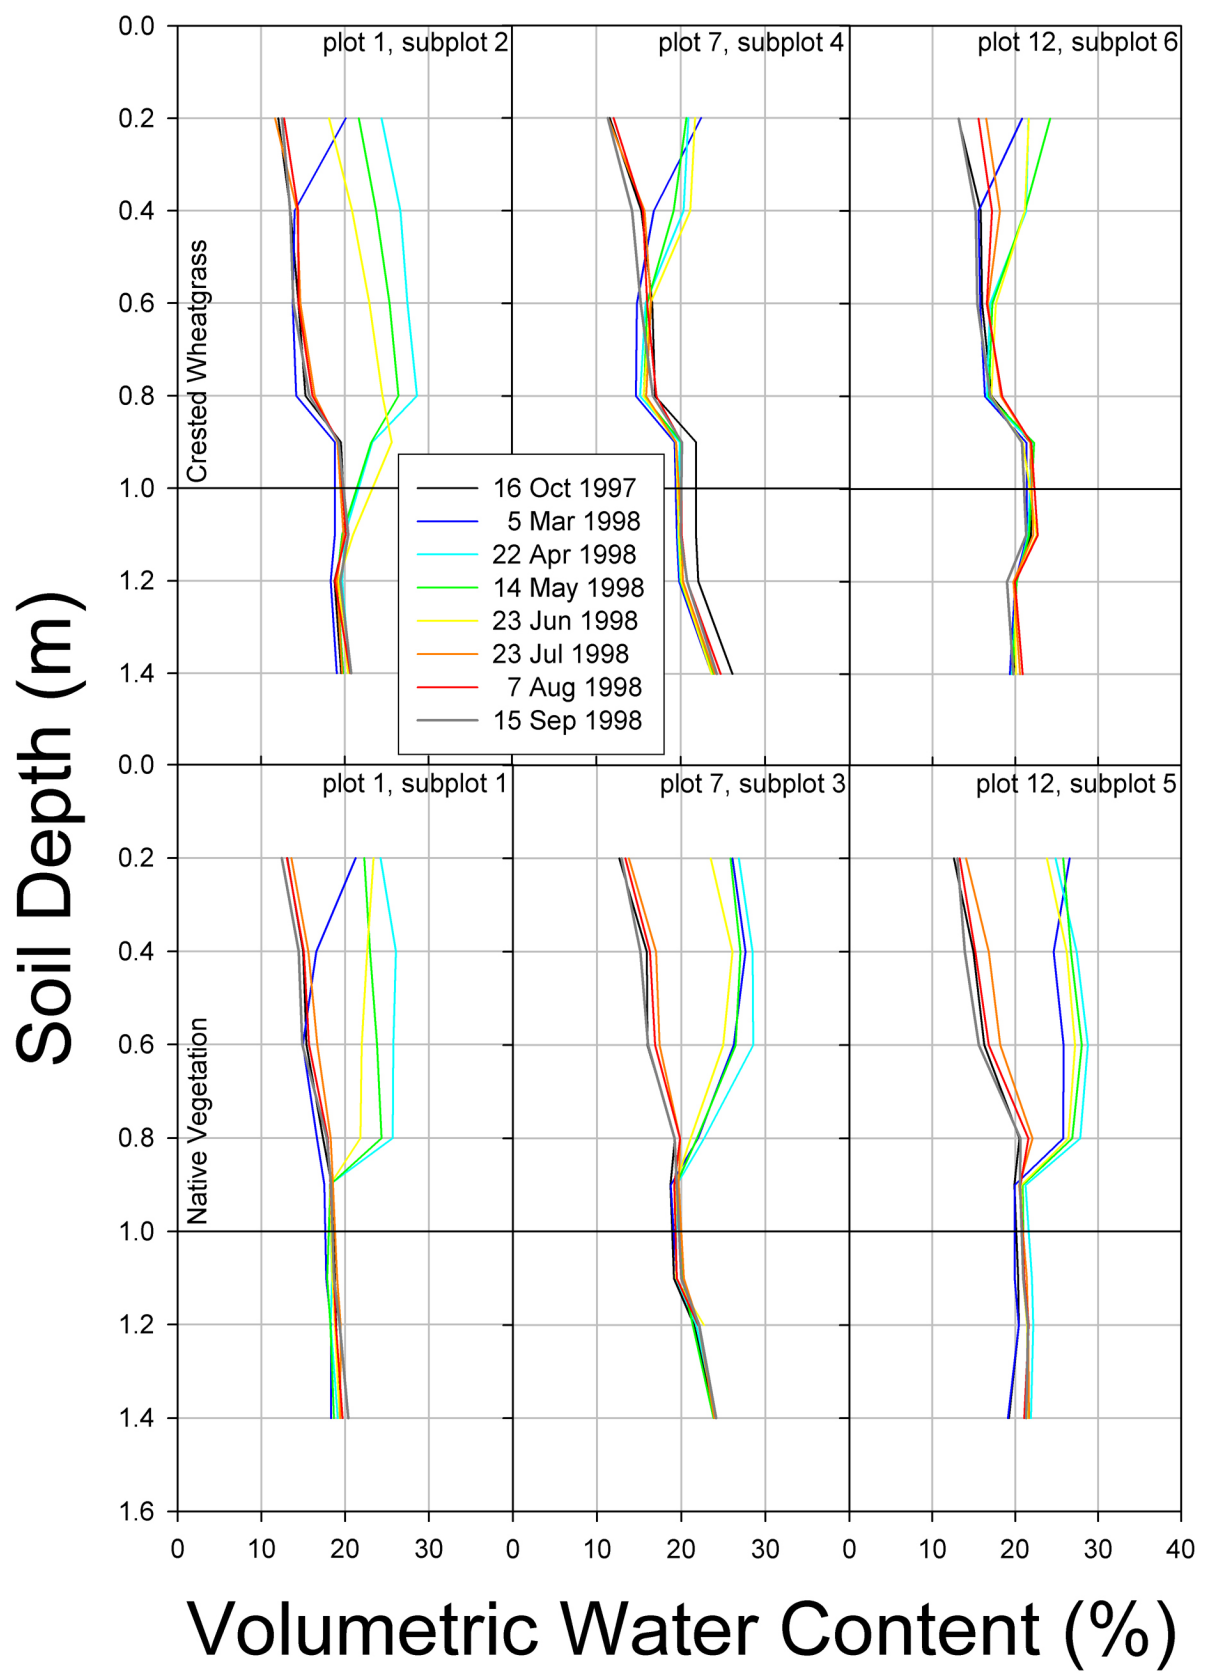 0.0
plot 1, subplot 2
plot 7, subplot 4
plot 12, subplot 6
0.2
0.4
0.6
0.8
1.0
1.2
1.4
Crested Wheatgrass
16 Oct 1997
5 Mar 1998
22 Apr 1998
14 May 1998
23 Jun 1998
23 Jul 1998
7 Aug 1998
15 Sep 1998
Soil Depth (m)
0.0
plot 1, subplot 1
plot 7, subplot 3
plot 12, subplot 5
0.2
0.4
0.6
0.8
1.0
1.2
1.4
1.6
Native Vegetation
0 10 20 30 0 10 20 30 0 10 20 30 40
Volumetric Water Content (%)